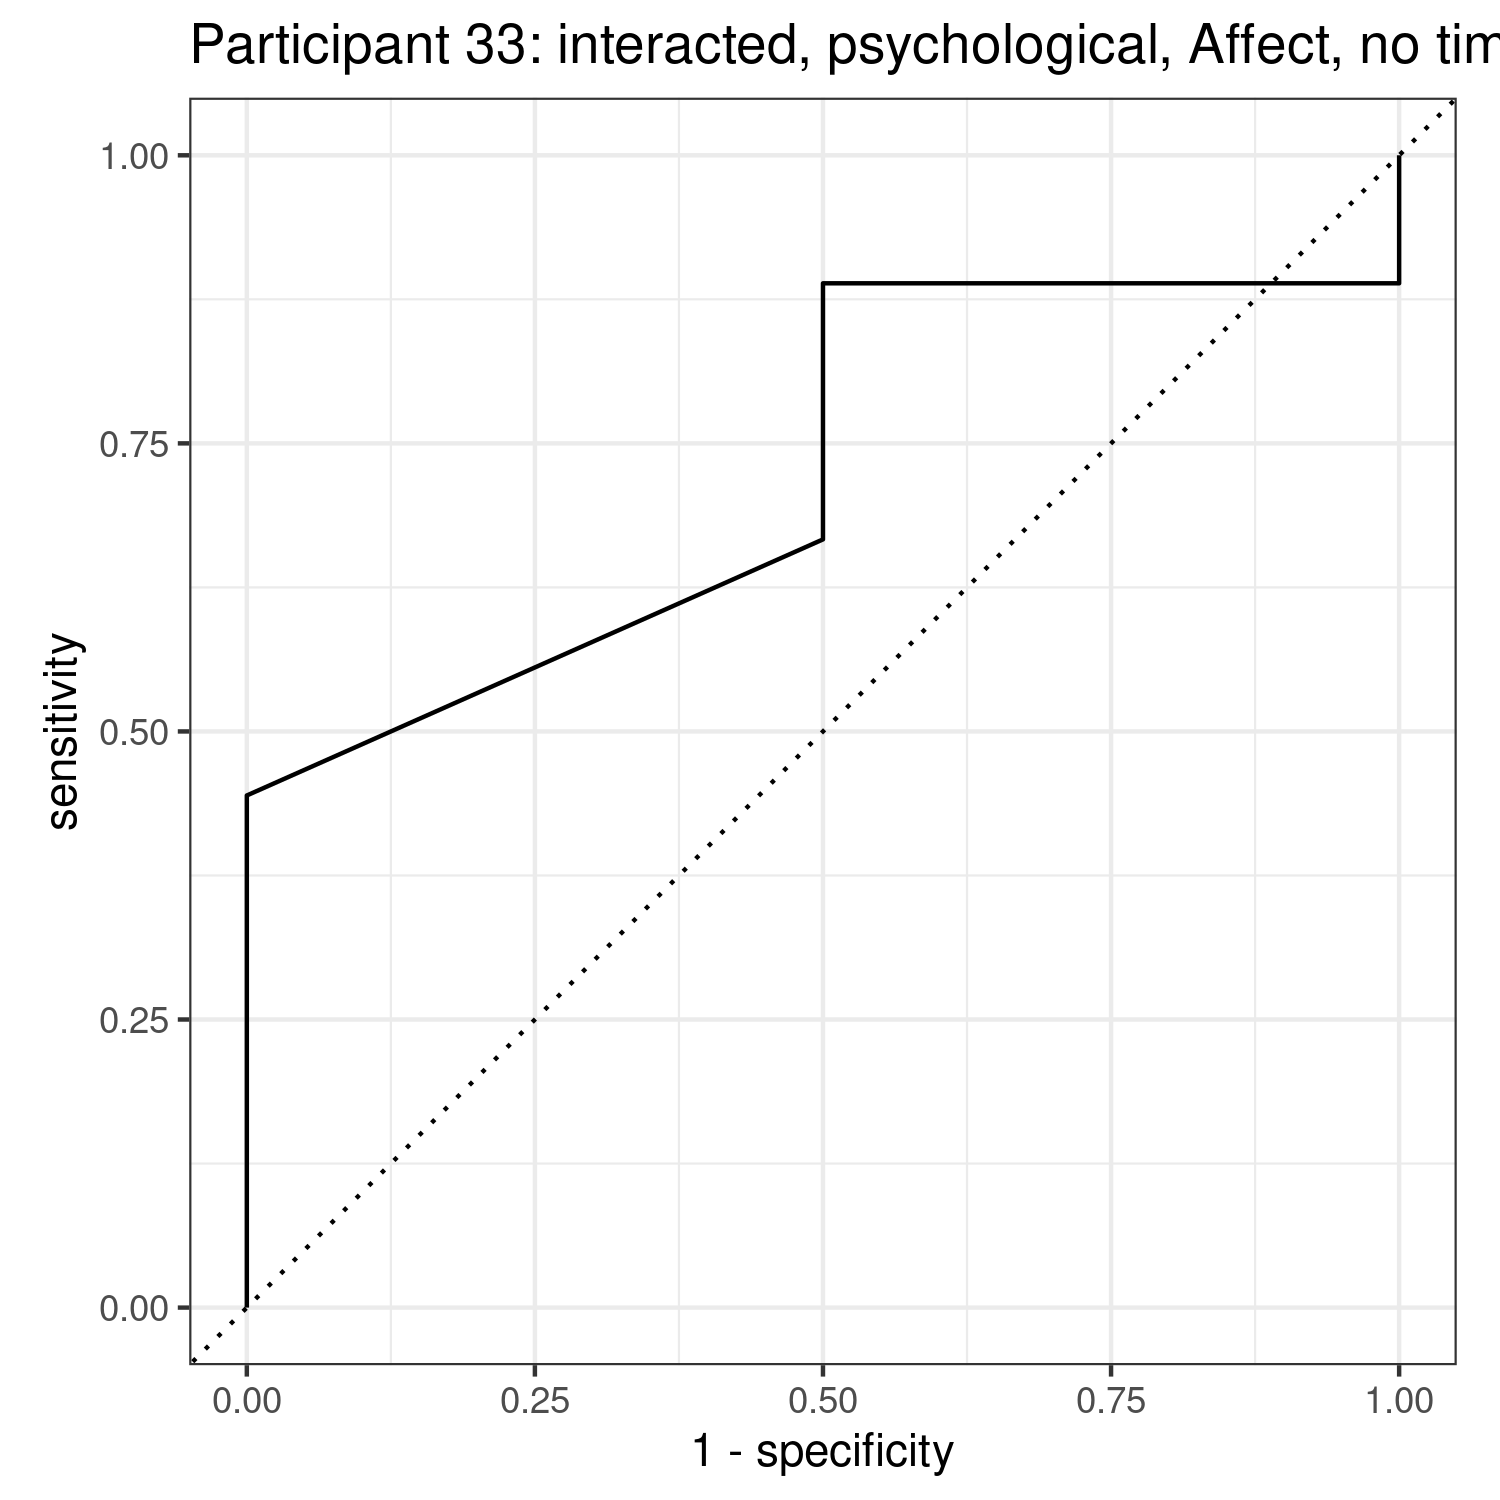 Participant 33: interacted, psychological, Affect, no tim
1.00
0.75
0.50
0.25
0.00
sensitivity
0.00 0.25 0.50 0.75 1.00
1 - specificity